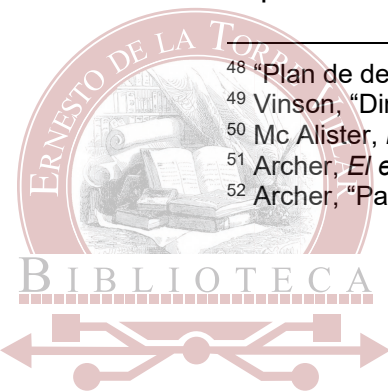 ERNESTO DE LA TORRE VILLAR
BIBLIOTECA
48 “Plan de de
49 Vinson,
50 Mc Alister,
51 Archer, El e
52 Archer, “Pa